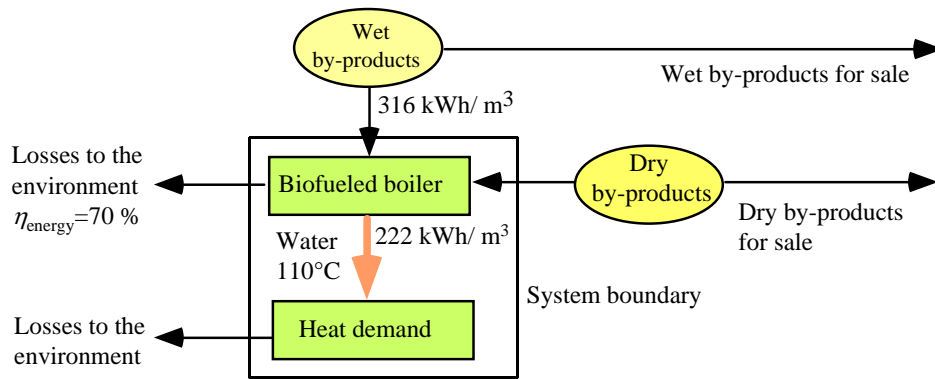 Wet
by-products
Wet by-products for sale
316 kWh/ m³
Losses to the
environment
η_energy=70 %
Biofueled boiler
Dry
by-products
Dry by-products
for sale
Water
110°C
222 kWh/ m³
System boundary
Losses to the
environment
Heat demand